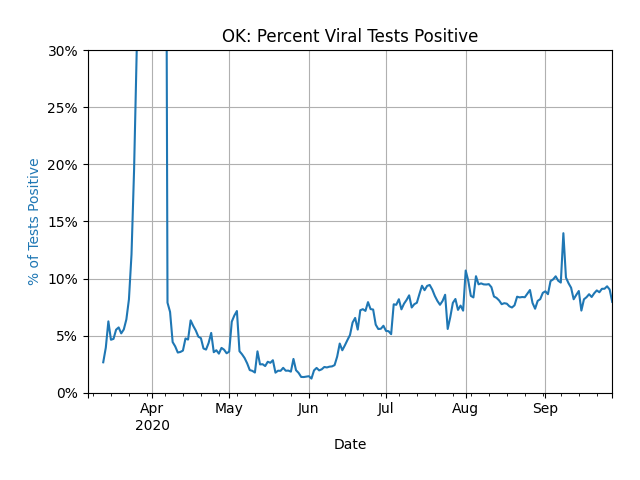 OK: Percent Viral Tests Positive
% of Tests Positive
30%
25%
20%
15%
10%
5%
0%
Apr May Jun Jul Aug Sep
2020
Date